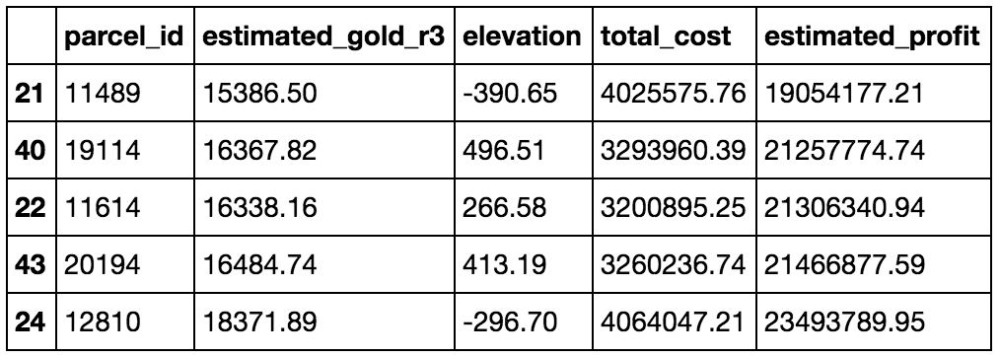 parcel_id estimated_gold_r3 elevation total_cost estimated_profit
21 11489 15386.50 -390.65 4025575.76 19054177.21
40 19114 16367.82 496.51 3293960.39 21257774.74
22 11614 16338.16 266.58 3200895.25 21306340.94
43 20194 16484.74 413.19 3260236.74 21466877.59
24 12810 18371.89 -296.70 4064047.21 23493789.95